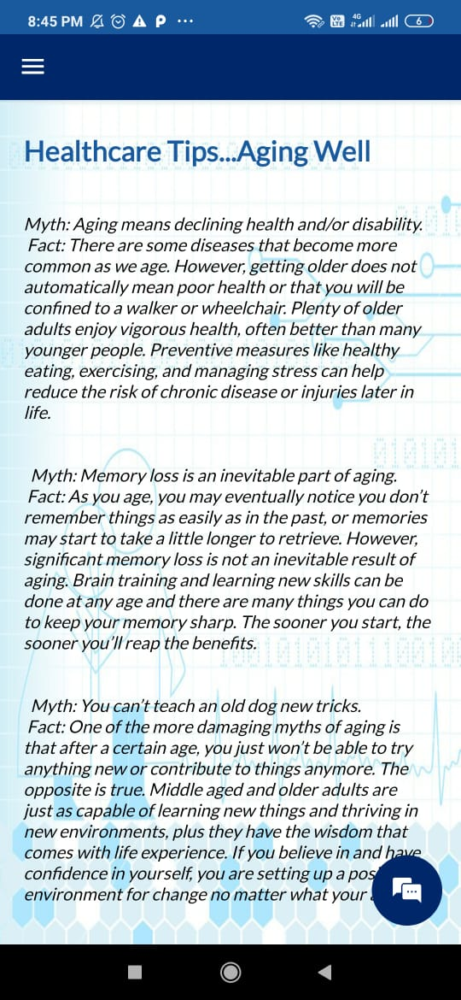 8:45 PM
Vo LTE 4G 6
Healthcare Tips...Aging Well
Myth: Aging means declining health and/or disability.
Fact: There are some diseases that become more
common as we age. However, getting older does not
automatically mean poor health or that you will be
confined to a walker or wheelchair. Plenty of older
adults enjoy vigorous health, often better than many
younger people. Preventive measures like healthy
eating, exercising, and managing stress can help
reduce the risk of chronic disease or injuries later in
life.
Myth: Memory loss is an inevitable part of aging.
Fact: As you age, you may eventually notice you don’t
remember things as easily as in the past, or memories
may start to take a little longer to retrieve. However,
significant memory loss is not an inevitable result of
aging. Brain training and learning new skills can be
done at any age and there are many things you can do
to keep your memory sharp. The sooner you start, the
sooner you’ll reap the benefits.
Myth: You can’t teach an old dog new tricks.
Fact: One of the more damaging myths of aging is
that after a certain age, you just won’t be able to try
anything new or contribute to things anymore. The
opposite is true. Middle aged and older adults are
just as capable of learning new things and thriving in
new environments, plus they have the wisdom that
comes with life experience. If you believe in and have
confidence in yourself, you are setting up a pos
environment for change no matter what your